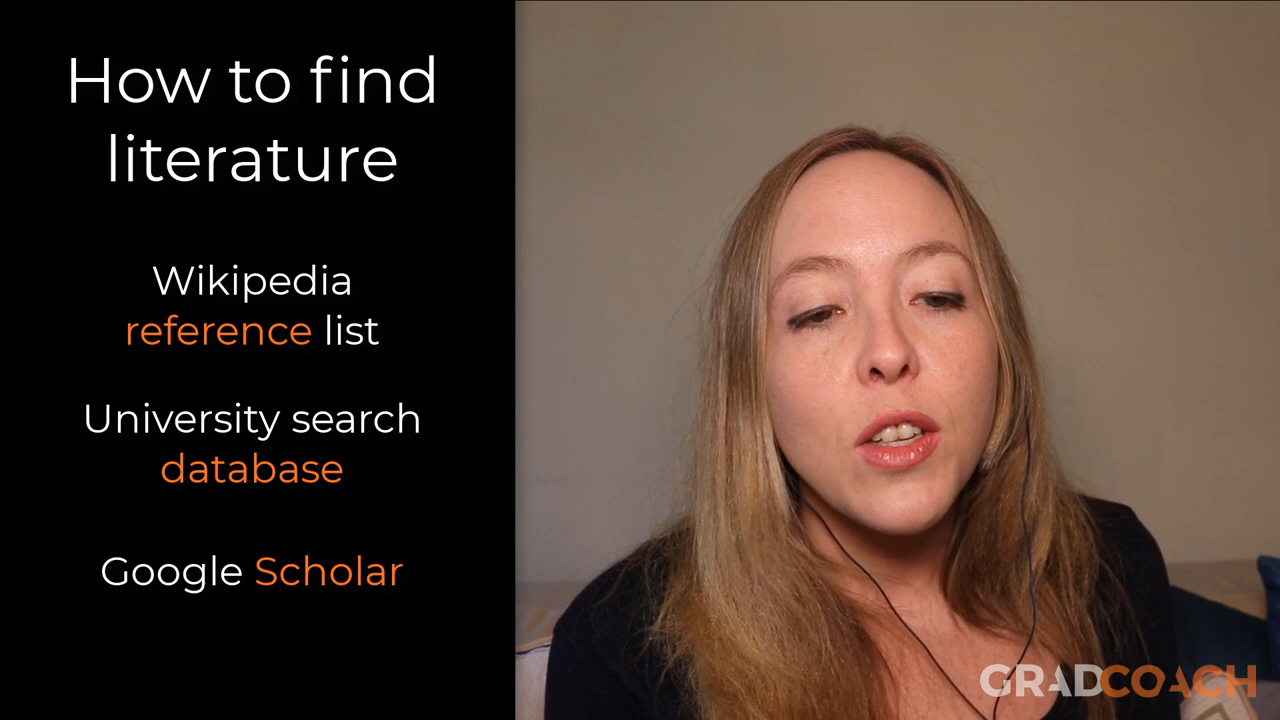 How to find
literature
Wikipedia
reference list
University search
database
Google Scholar
GRADCOACH